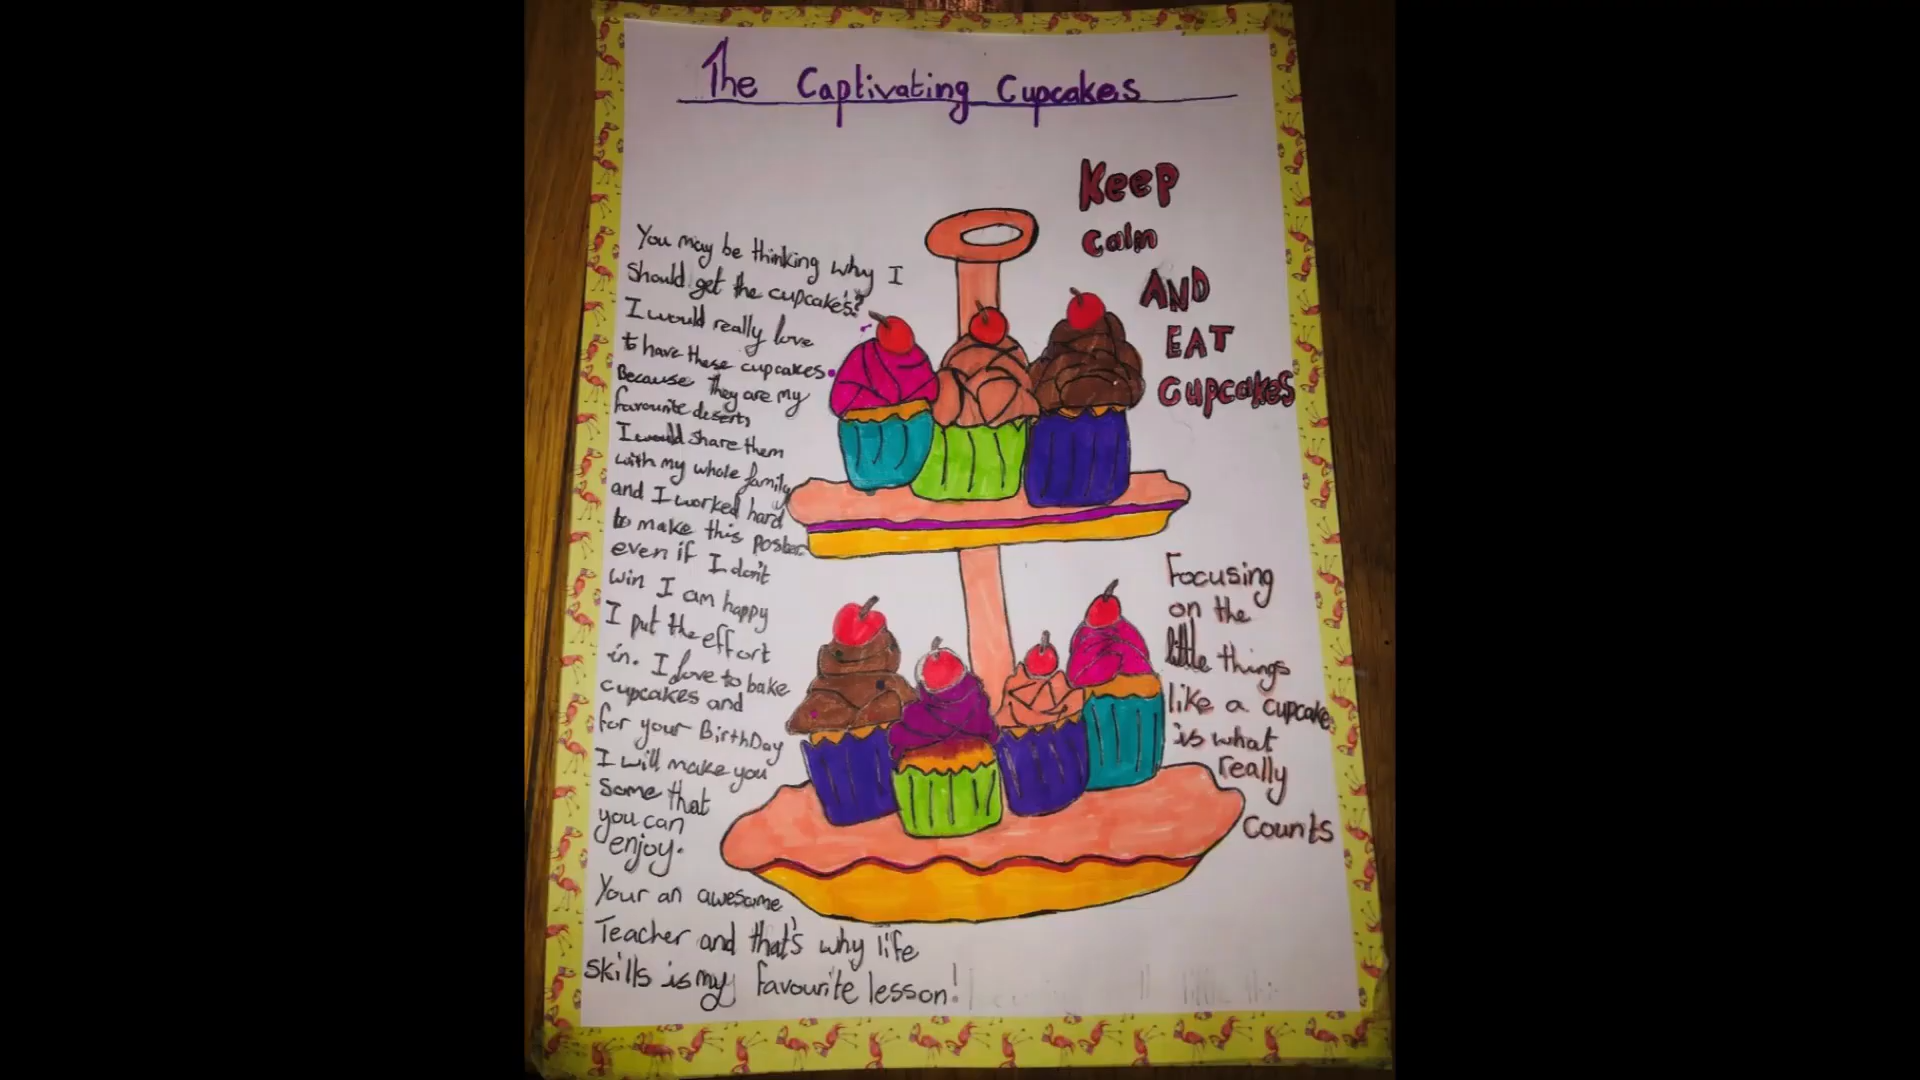 The Captivating Cupcakes
Keep
calm
AND
EAT
Cupcakes
You may be thinking why I
should get the cupcake's?
I would really love
to have these cupcakes.
Because they are my
favourite deserts
I would share them
with my whole family
and I worked hard
to make this poster
even if I don't
win I am happy
I put the effort
in. I love to bake
cupcakes and
for your BirthDay
I will make you
some that
you can
enjoy.
Your an awesome
Teacher and that's why life
skills is my favourite lesson!
Focusing
on the
little things
like a cupcake
is what
really
counts